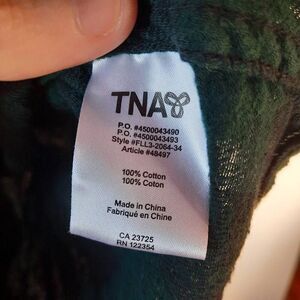 TNA
P.O. #4500043490
P.O. #4500043493
Style #FLL3-2064-34
Article #48497
100% Cotton
100% Coton
Made in China
Fabriqué en Chine
CA 23725
RN 122354